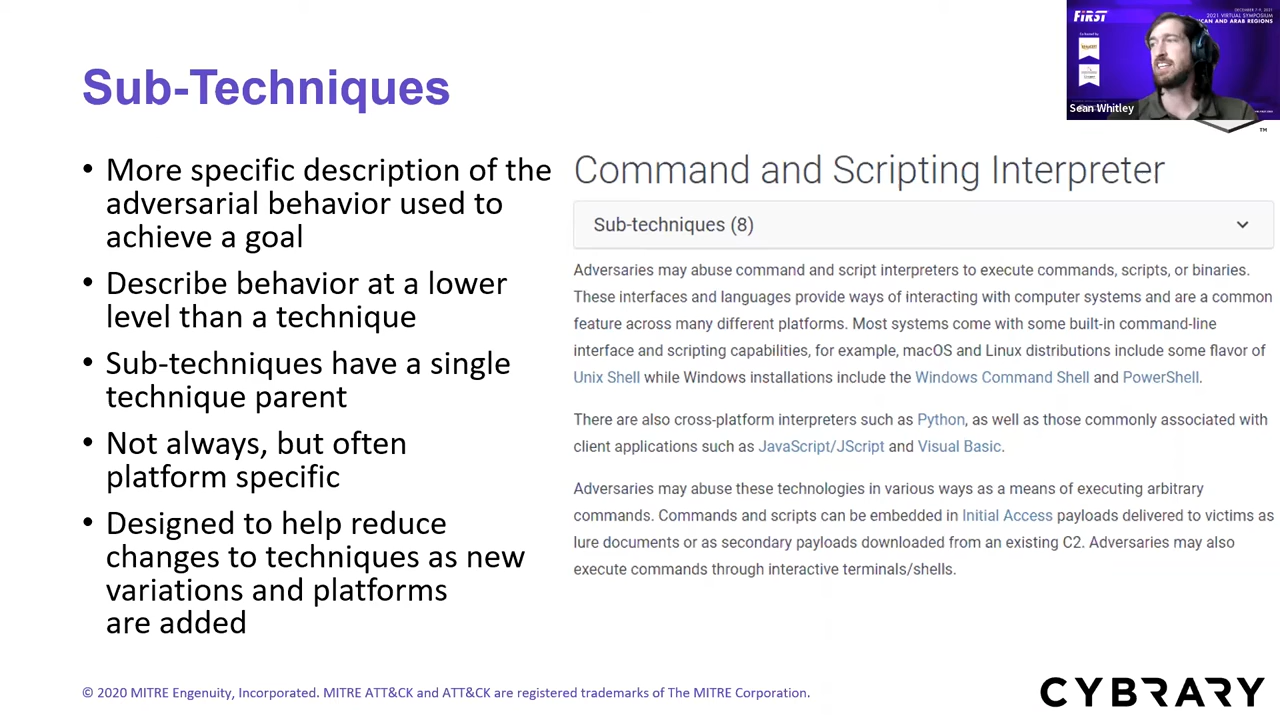 Sub-Techniques
• More specific description of the
adversarial behavior used to
achieve a goal
• Describe behavior at a lower
level than a technique
• Sub-techniques have a single
technique parent
• Not always, but often
platform specific
• Designed to help reduce
changes to techniques as new
variations and platforms
are added
Command and Scripting Interpreter
Sub-techniques (8)
Adversaries may abuse command and script interpreters to execute commands, scripts, or binaries.
These interfaces and languages provide ways of interacting with computer systems and are a common
feature across many different platforms. Most systems come with some built-in command-line
interface and scripting capabilities, for example, macOS and Linux distributions include some flavor of
Unix Shell while Windows installations include the Windows Command Shell and PowerShell.
There are also cross-platform interpreters such as Python, as well as those commonly associated with
client applications such as JavaScript/JScript and Visual Basic.
Adversaries may abuse these technologies in various ways as a means of executing arbitrary
commands. Commands and scripts can be embedded in Initial Access payloads delivered to victims as
lure documents or as secondary payloads downloaded from an existing C2. Adversaries may also
execute commands through interactive terminals/shells.
FIRST
DECEMBER 7-9, 2021
2021 VIRTUAL SYMPOSIUM
AND ARAB REGIONS
Sean Whitley
TM
© 2020 MITRE Engenuity, Incorporated. MITRE ATT&CK and ATT&CK are registered trademarks of The MITRE Corporation.
CYBRARY